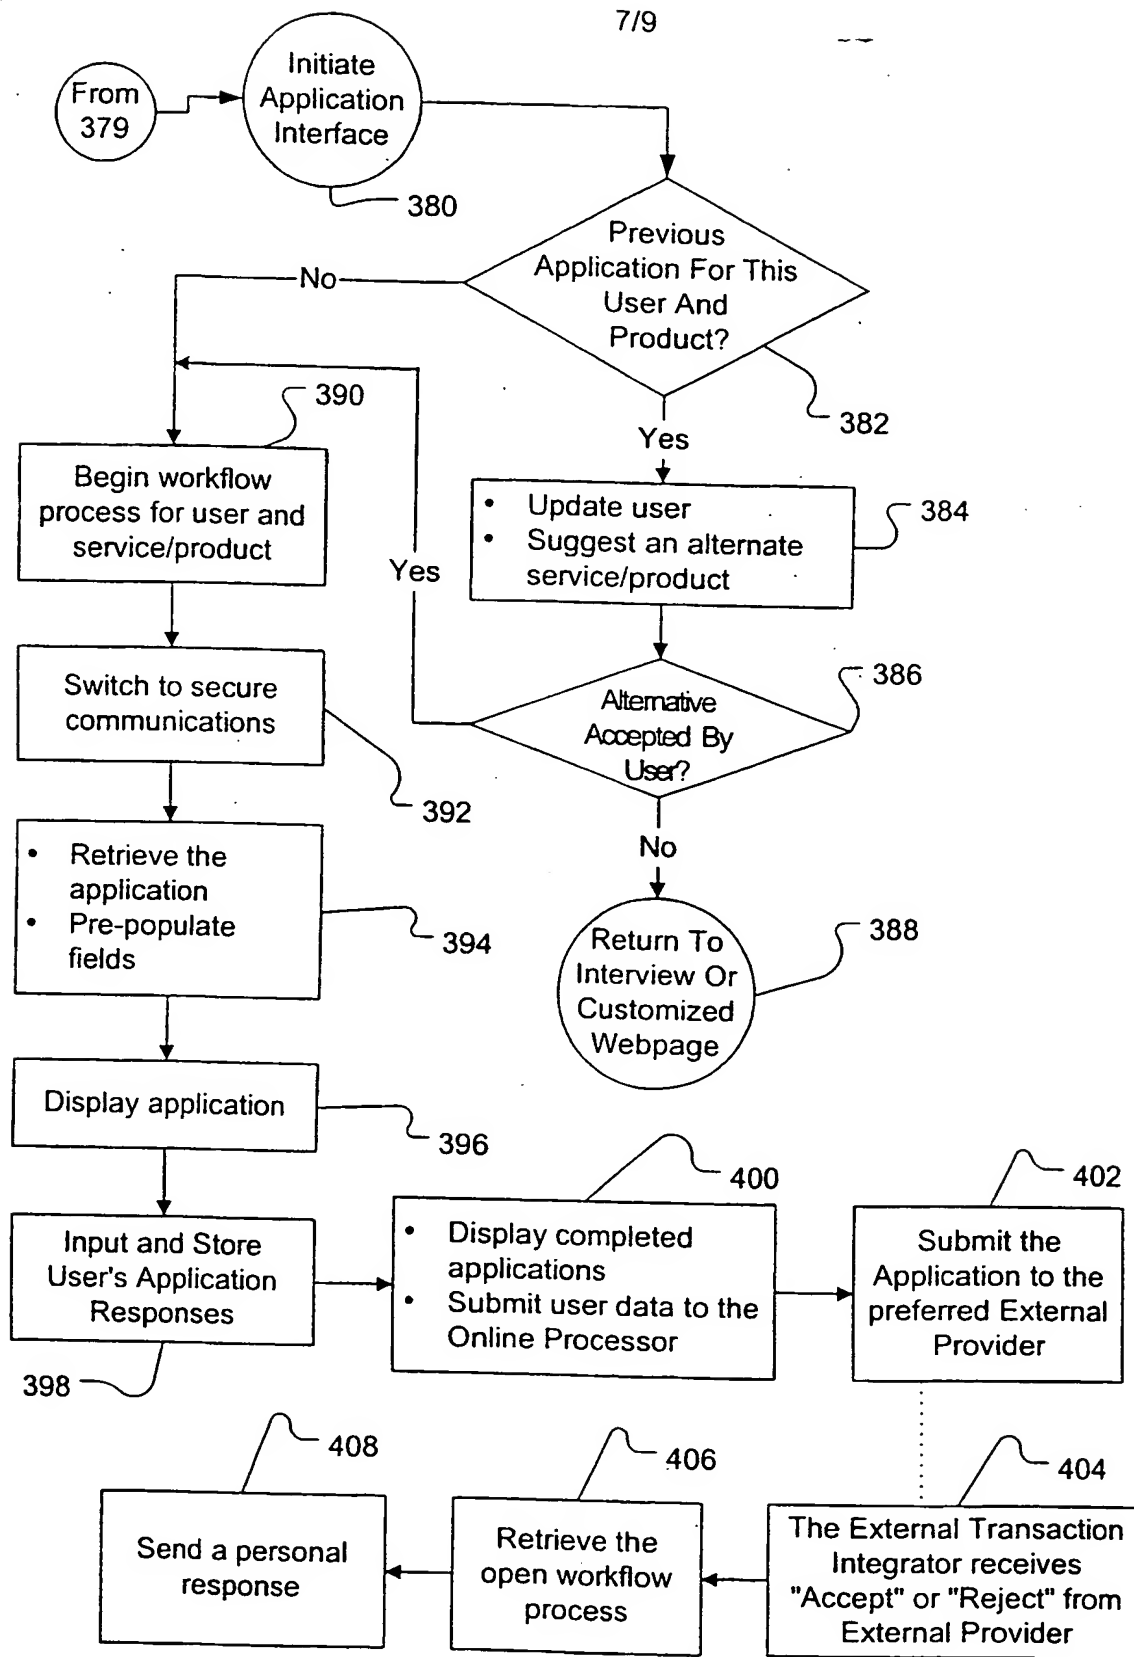 7/9
From
379
Initiate
Application
Interface
380
Previous
Application For This
User And
Product?
382
No
Yes
390
Begin workflow
process for user and
service/product
• Update user
• Suggest an alternate
service/product
384
Yes
Switch to secure
communications
392
Alternative
Accepted By
User?
386
No
• Retrieve the
application
• Pre-populate
fields
394
Return To
Interview Or
Customized
Webpage
388
Display application
396
Input and Store
User's Application
Responses
398
400
• Display completed
applications
• Submit user data to the
Online Processor
402
Submit the
Application to the
preferred External
Provider
408
Send a personal
response
406
Retrieve the
open workflow
process
404
The External Transaction
Integrator receives
"Accept" or "Reject" from
External Provider